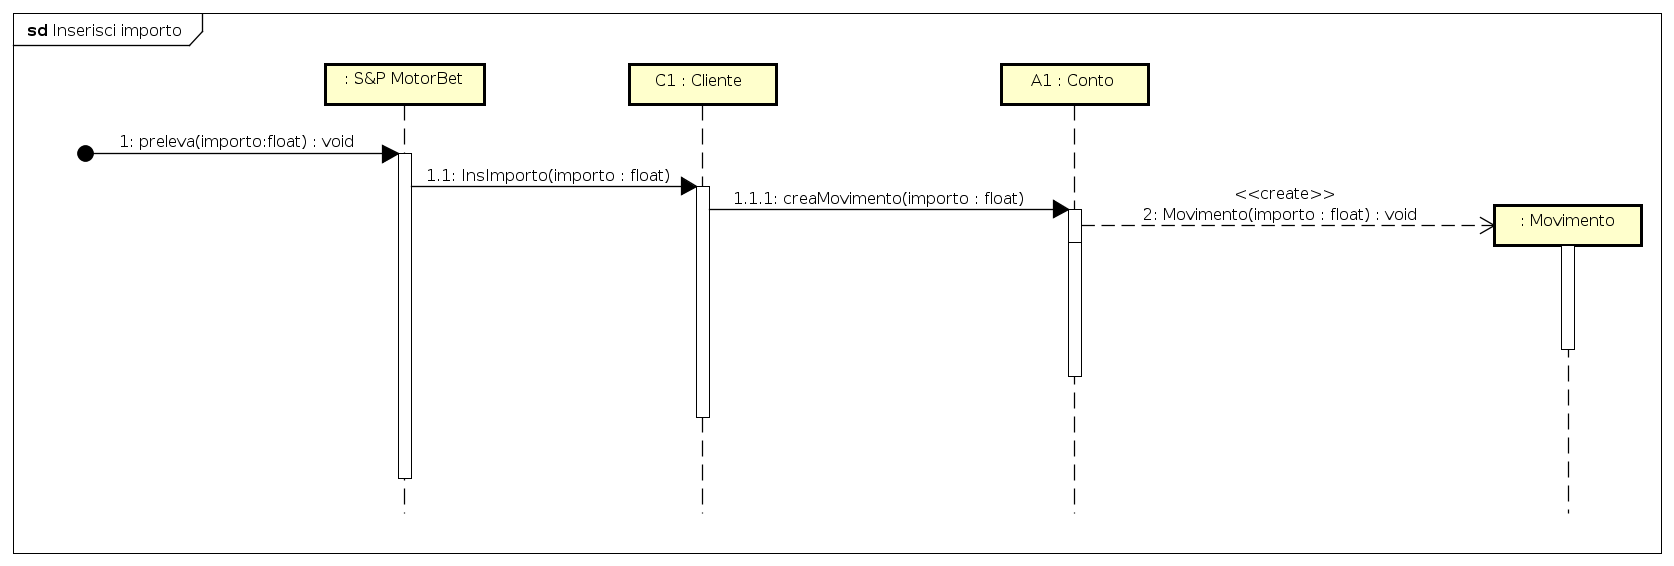 sd Inserisci importo
: S&P MotorBet
C1 : Cliente
A1 : Conto
1: preleva(importo:float) : void
1.1: InsImporto(importo : float)
1.1.1: creaMovimento(importo : float)
<<create>>
2: Movimento(importo : float) : void
: Movimento